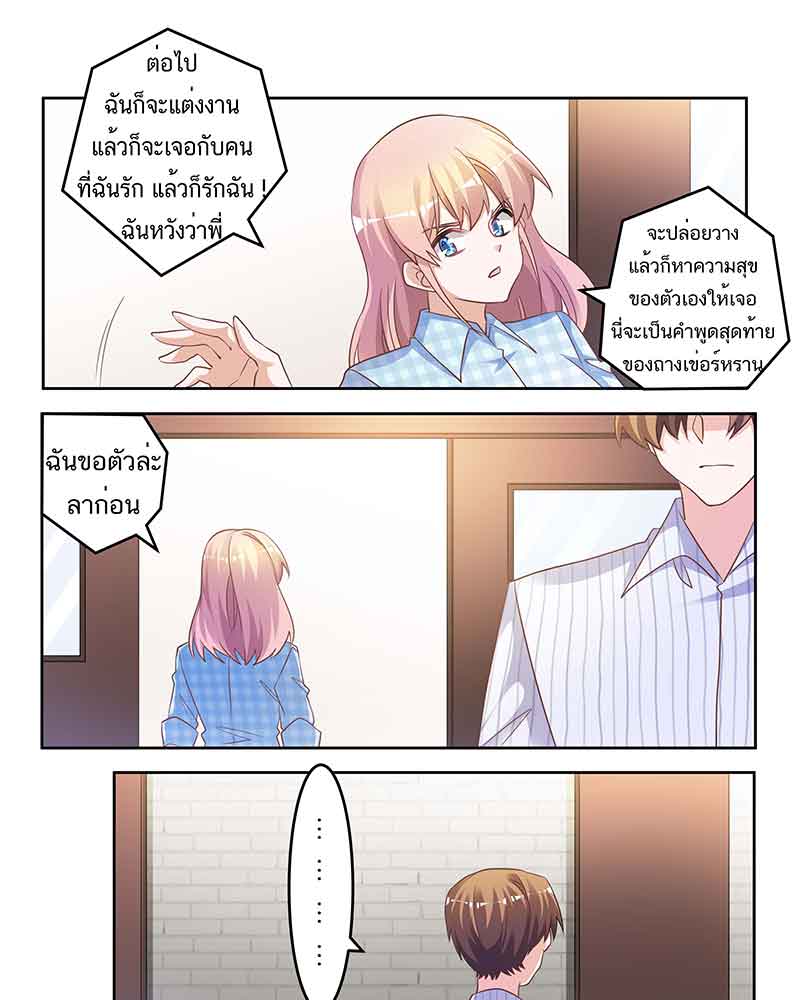 ต่อไป
ฉันก็จะแต่งงาน
แล้วก็จะเจอกับคน
ที่ฉันรัก แล้วก็รักฉัน !
ฉันหวังว่าพี่
จะปล่อยวาง
แล้วก็หาความสุข
ของตัวเองให้เจอ
นี่จะเป็นคำพูดสุดท้าย
ของถางเข่อร์หราน
ฉันขอตัวล่ะ
ลาก่อน
. . .
. . .
. . .
. . .